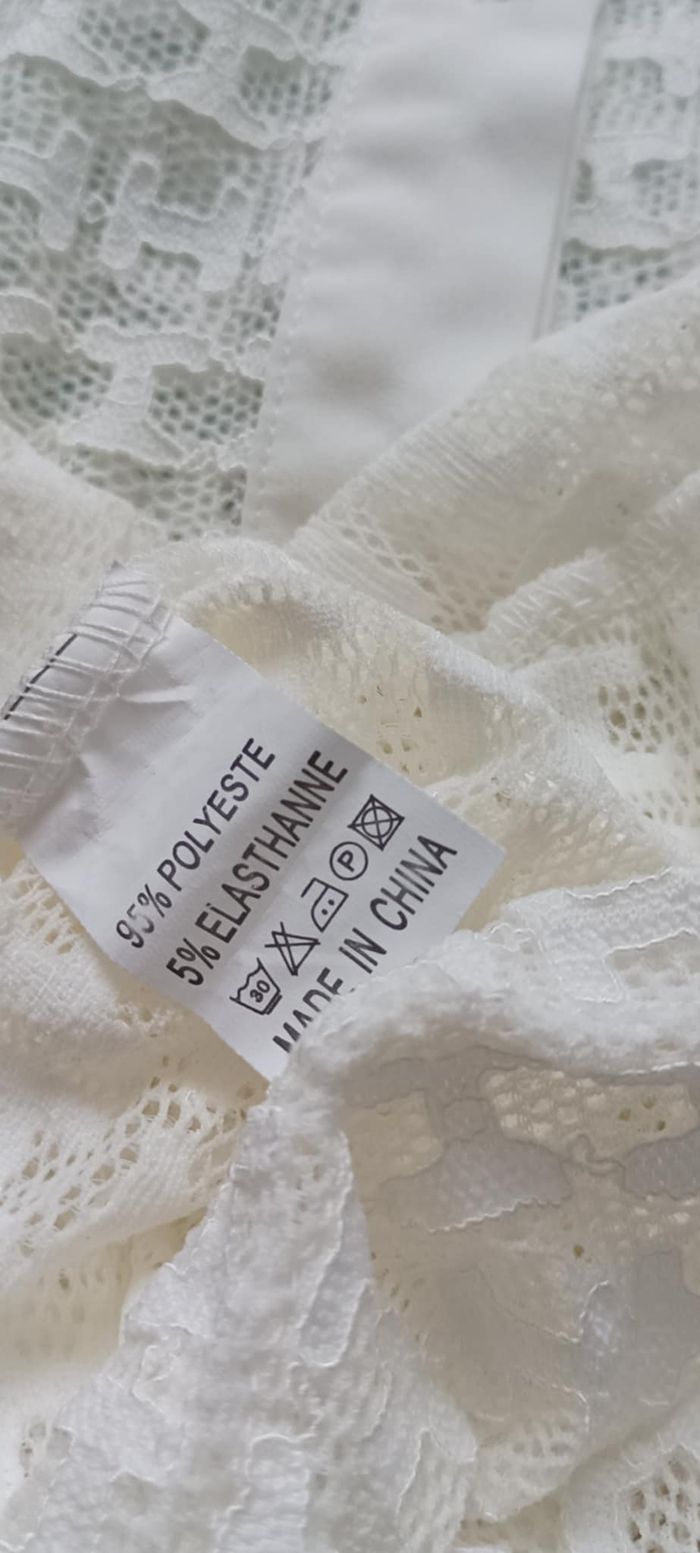 95% POLYESTE
5% ELASTHANNE
30 P
MADE IN CHINA